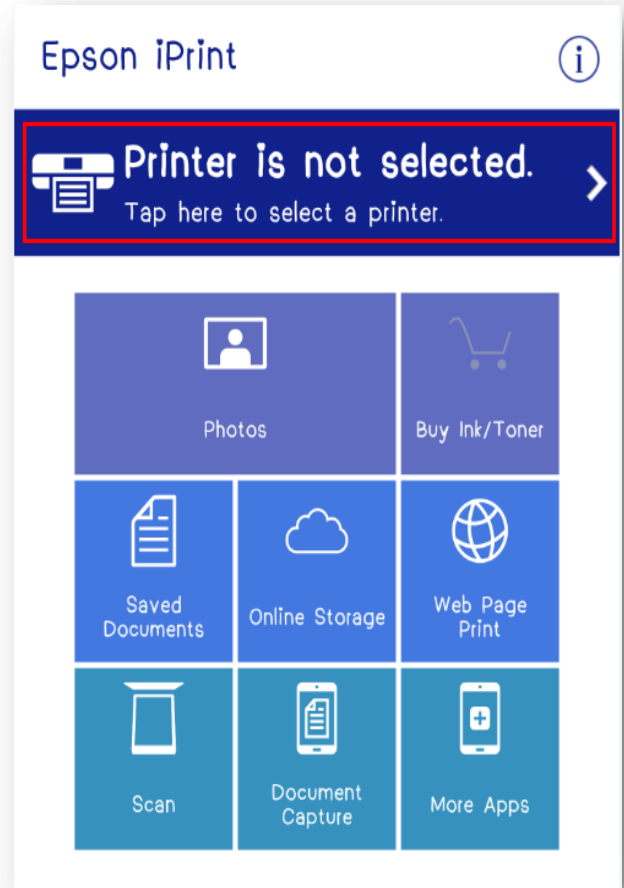 Epson iPrint
i
Printer is not selected.
Tap here to select a printer.
Photos
Buy Ink/Toner
Saved
Documents
Online Storage
Web Page
Print
Scan
Document
Capture
More Apps